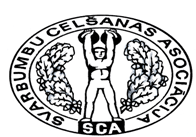 SVARBUMBU CELŠANAS ASOCIĀCIJA
SCA